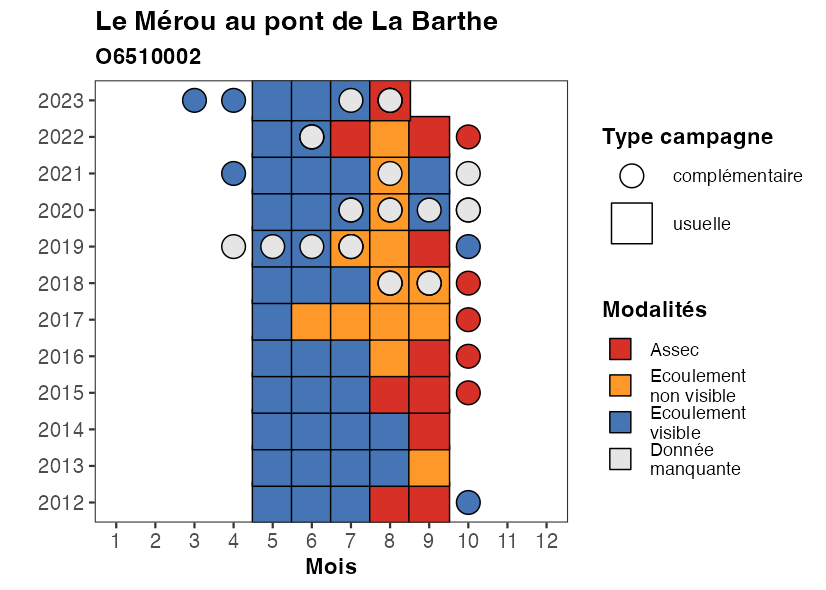 Le Mérou au pont de La Barthe
O6510002
2023
2022
2021
2020
2019
2018
2017
2016
2015
2014
2013
2012
1 2 3 4 5 6 7 8 9 10 11 12
Mois
Type campagne
complémentaire
usuelle
Modalités
Assec
Ecoulement
non visible
Ecoulement
visible
Donnée
manquante